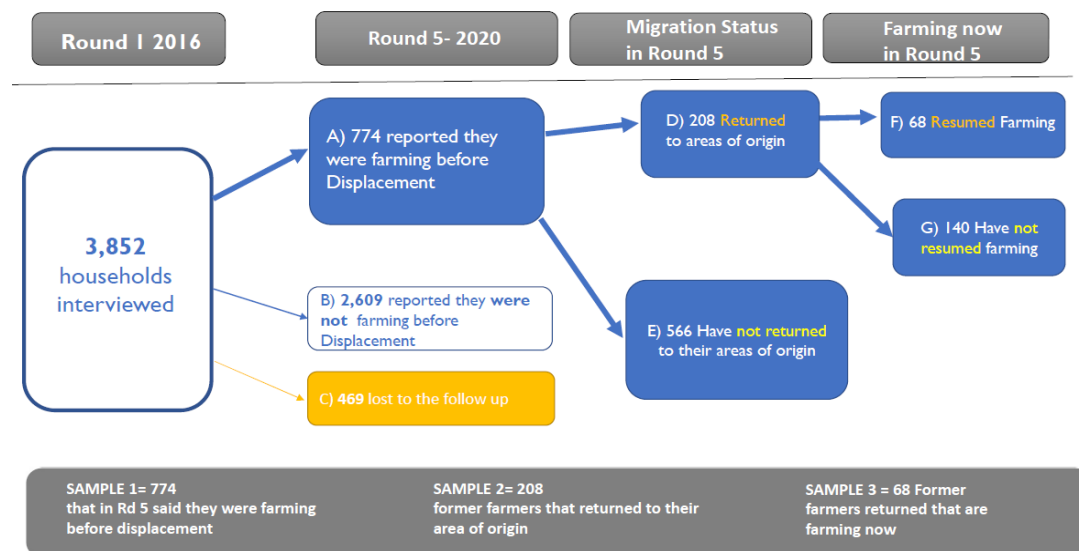 Round 1 2016
Round 5- 2020
Migration Status
in Round 5
Farming now
in Round 5
3,852
households
interviewed
A) 774 reported they
were farming before
Displacement
B) 2,609 reported they were
not farming before
Displacement
C) 469 lost to the follow up
D) 208 Returned
to areas of origin
E) 566 Have not returned
to their areas of origin
F) 68 Resumed Farming
G) 140 Have not
resumed farming
SAMPLE 1= 774
that in Rd 5 said they were farming
before displacement
SAMPLE 2= 208
former farmers that returned to their
area of origin
SAMPLE 3 = 68 Former
farmers returned that are
farming now